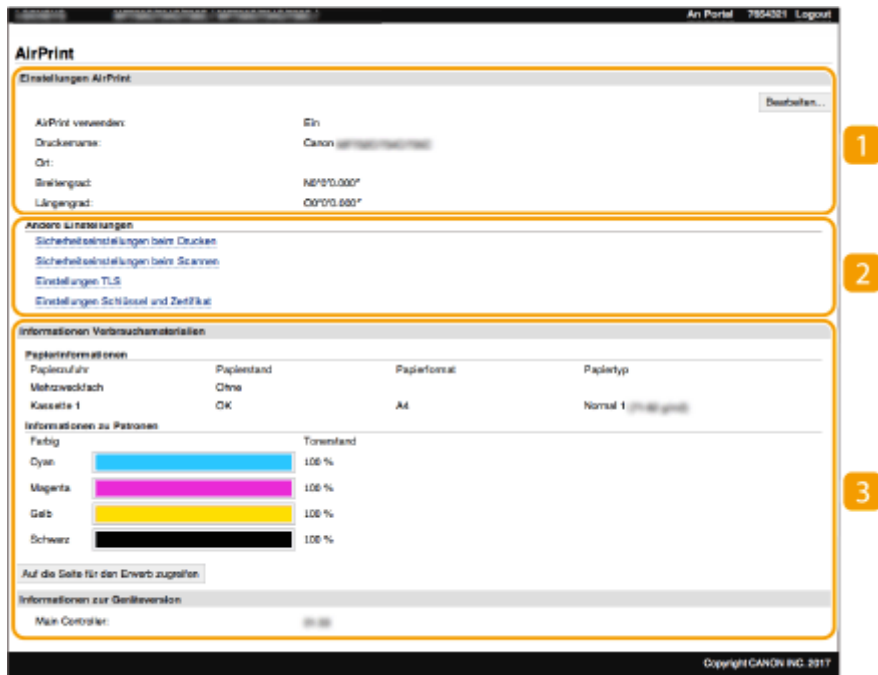 An Portal 7654321 Logout
AirPrint
Einstellungen AirPrint
Bearbeiten...
AirPrint verwenden: Ein
Druckername: Canon
Ort:
Breitengrad: N0°0'0.000"
Längengrad: O0°0'0.000"
1
Andere Einstellungen
Sicherheitseinstellungen beim Drucken
Sicherheitseinstellungen beim Scannen
Einstellungen TLS
Einstellungen Schlüssel und Zertifikat
2
Informationen Verbrauchsmaterialien
Papierinformationen
Papierzufuhr Papierstand Papierformat Papiertyp
Mehrzweckfach Ohne
Kassette 1 OK A4 Normal 1
Informationen zu Patronen
Farbig Tonerstand
Cyan 100 %
Magenta 100 %
Gelb 100 %
Schwarz 100 %
3
Auf die Seite für den Erwerb zugreifen
Informationen zur Geräteversion
Main Controller:
Copyright CANON INC. 2017